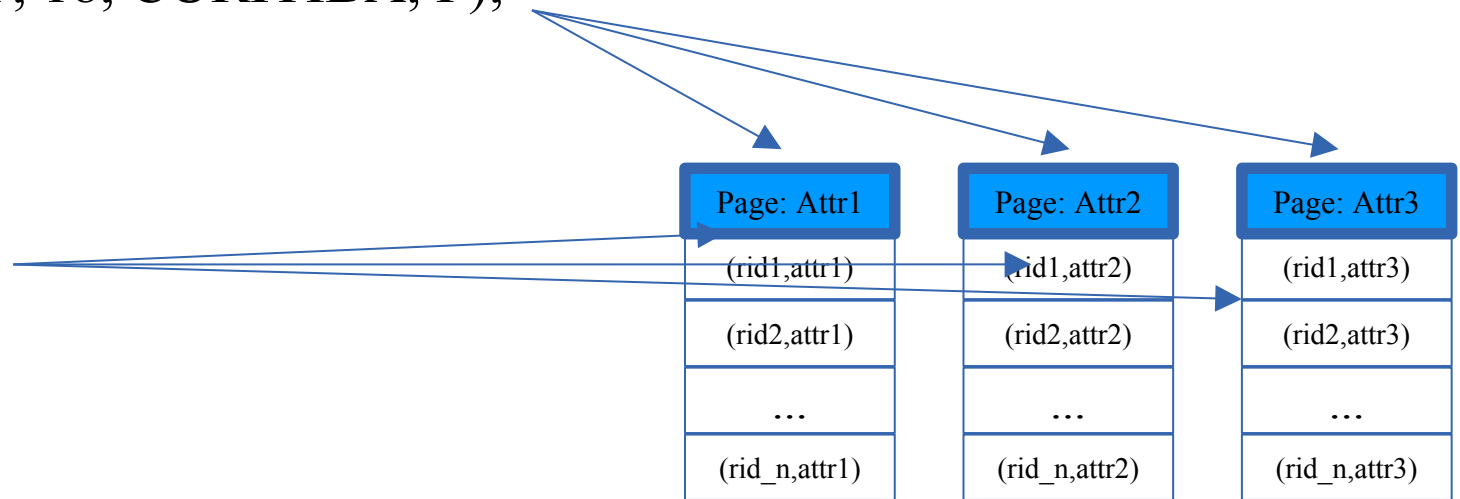 Page: Attr1 Page: Attr2 Page: Attr3
(rid1,attr1) (rid1,attr2) (rid1,attr3)
(rid2,attr1) (rid2,attr2) (rid2,attr3)
... ... ...
(rid_n,attr1) (rid_n,attr2) (rid_n,attr3)